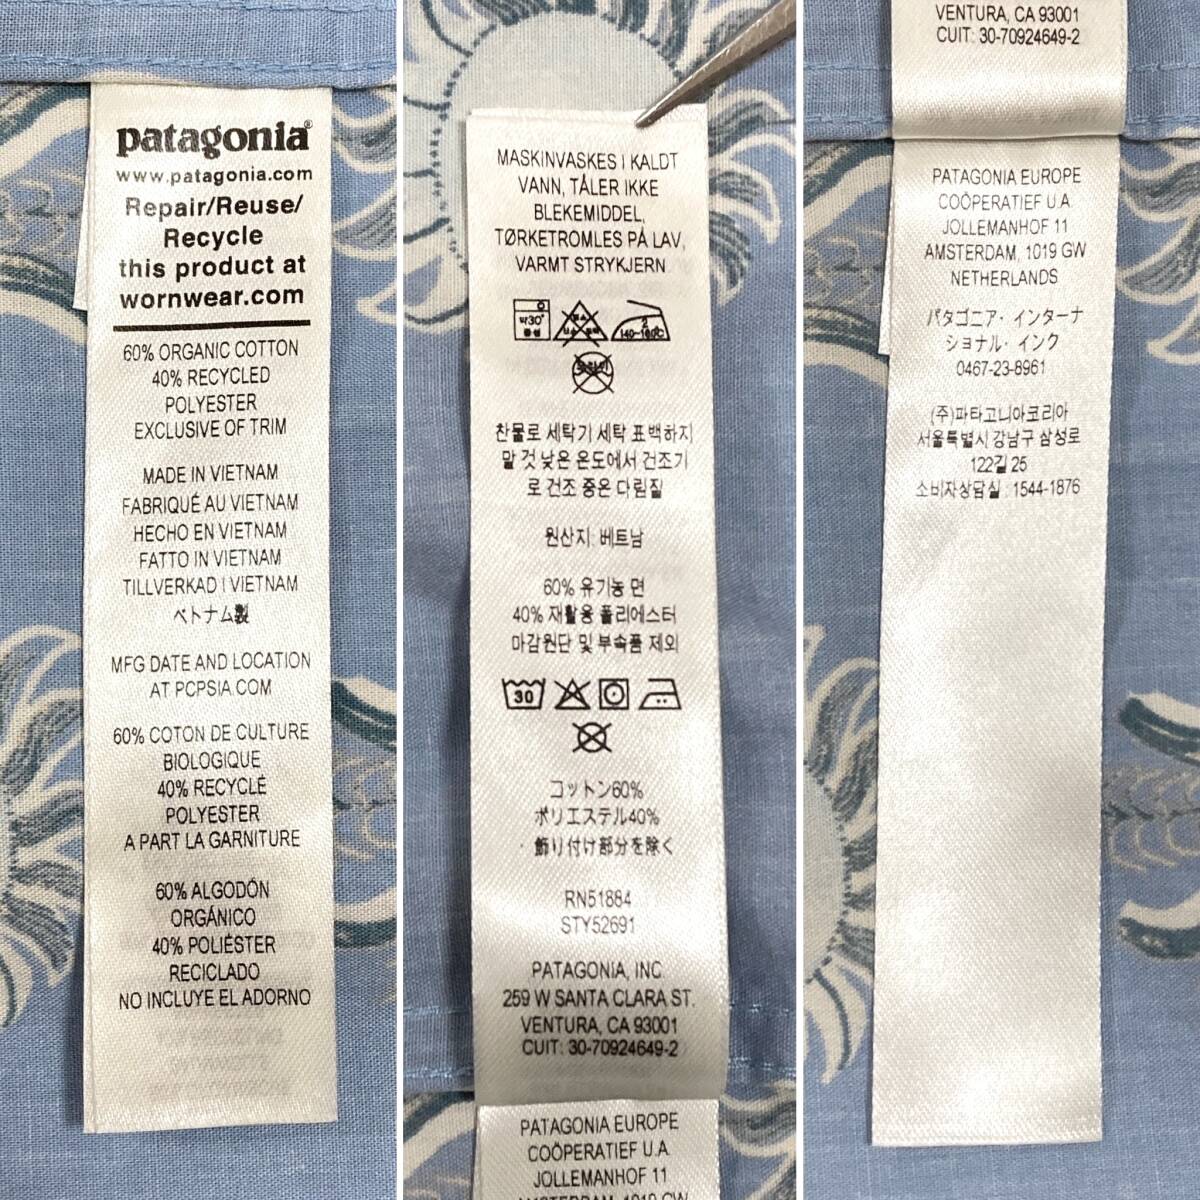 patagonia®
www.patagonia.com
Repair/Reuse/
Recycle
this product at
wornwear.com
60% ORGANIC COTTON
40% RECYCLED
POLYESTER
EXCLUSIVE OF TRIM
MADE IN VIETNAM
FABRIQUÉ AU VIETNAM
HECHO EN VIETNAM
FATTO IN VIETNAM
TILLVERKAD I VIETNAM
ベトナム製
MFG DATE AND LOCATION
AT PCPSIA.COM
60% COTON DE CULTURE
BIOLOGIQUE
40% RECYCLÉ
POLYESTER
A PART LA GARNITURE
60% ALGODÓN
ORGÁNICO
40% POLIÉSTER
RECICLADO
NO INCLUYE EL ADORNO
MASKINVASKES I KALDT
VANN, TÅLER IKKE
BLEKEMIDDEL,
TØRKETROMLES PÅ LAV,
VARMT STRYKJERN
약30°
중성
2
140~160℃
찬물로 세탁기 세탁 표백하지
말 것 낮은 온도에서 건조기
로 건조 중온 다림질
원산지: 베트남
60% 유기농 면
40% 재활용 폴리에스터
마감원단 및 부속품 제외
30
コットン60%
ポリエステル40%
・飾り付け部分を除く
RN51884
STY52691
PATAGONIA, INC.
259 W SANTA CLARA ST.
VENTURA, CA 93001
CUIT: 30-70924649-2
PATAGONIA EUROPE
COÖPERATIEF U.A.
JOLLEMANHOF 11
AMSTERDAM, 1019 GW
VENTURA, CA 93001
CUIT: 30-70924649-2
PATAGONIA EUROPE
COÖPERATIEF U.A.
JOLLEMANHOF 11
AMSTERDAM, 1019 GW
NETHERLANDS
パタゴニア・インターナ
ショナル・インク
0467-23-8961
(주)파타고니아코리아
서울특별시 강남구 삼성로
122길 25
소비자상담실 : 1544-1876